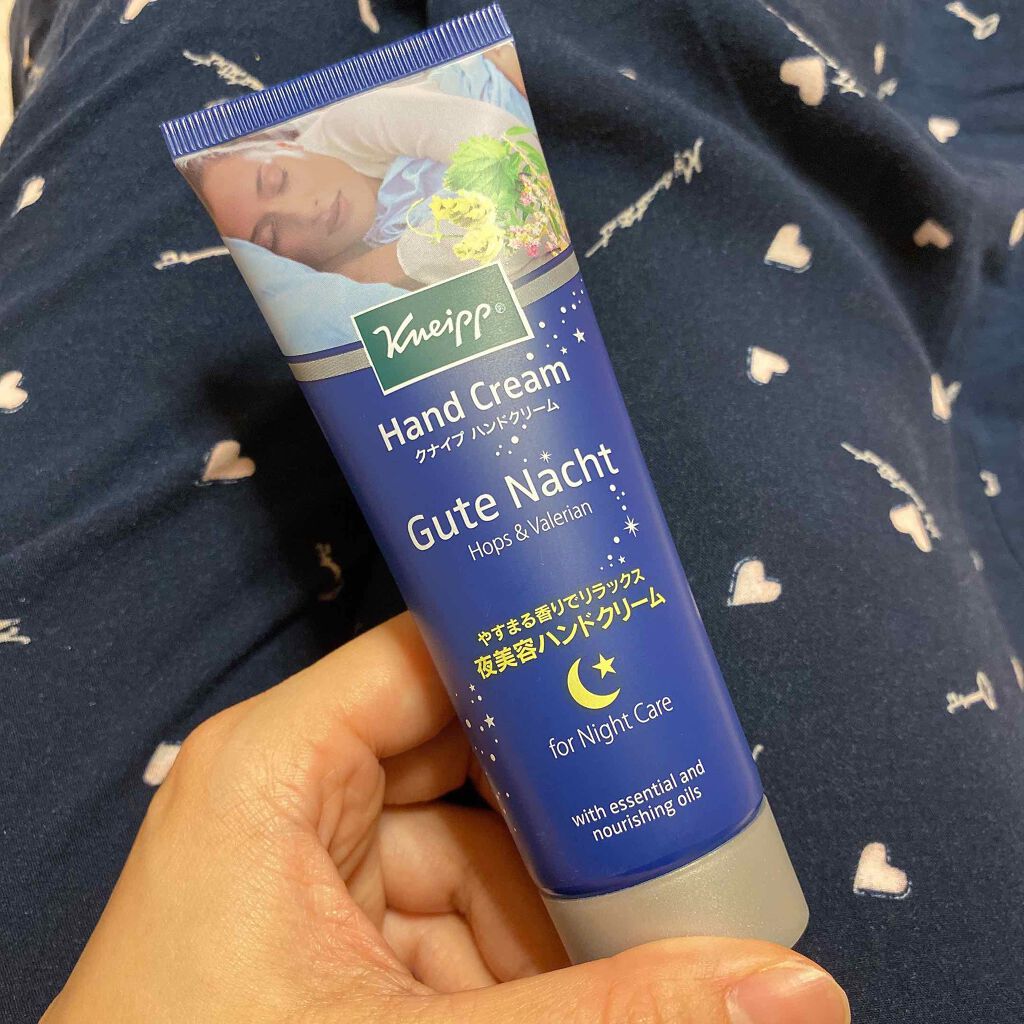 Kneipp®
Hand Cream
クナイプ ハンドクリーム
Gute Nacht
Hops & Valerian
やすまる香りでリラックス
夜美容ハンドクリーム
for Night Care
with essential and
nourishing oils